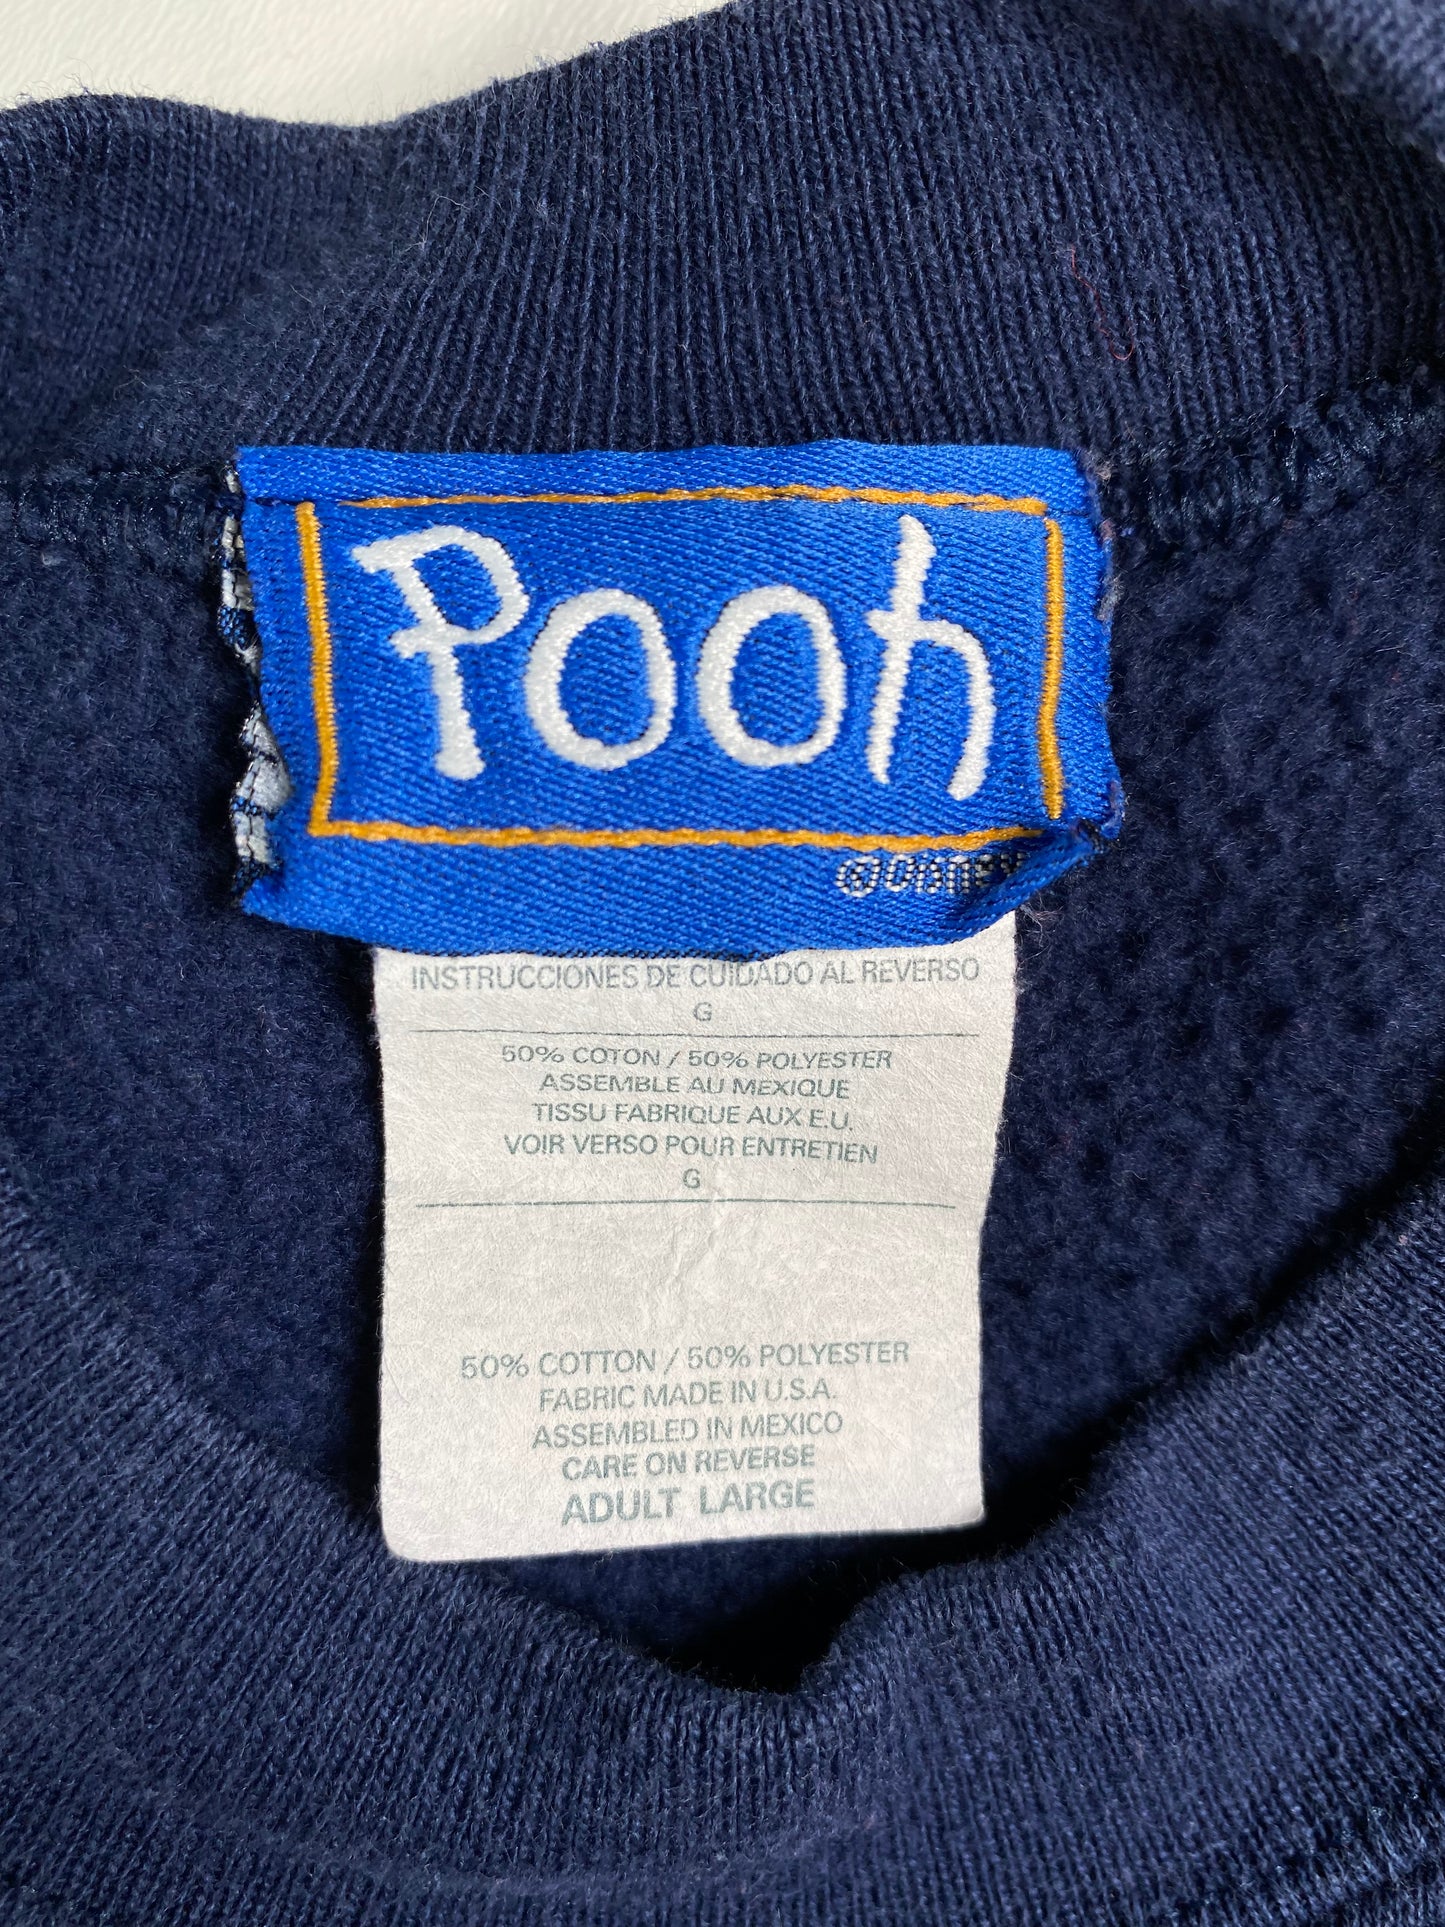 Pooh
©Disney
INSTRUCCIONES DE CUIDADO AL REVERSO
G
50% COTON / 50% POLYESTER
ASSEMBLE AU MEXIQUE
TISSU FABRIQUE AUX E.U.
VOIR VERSO POUR ENTRETIEN
G
50% COTTON / 50% POLYESTER
FABRIC MADE IN U.S.A.
ASSEMBLED IN MEXICO
CARE ON REVERSE
ADULT LARGE